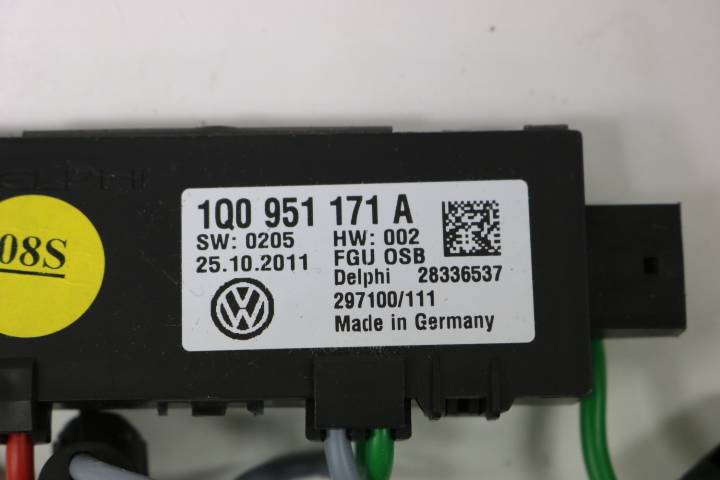 1Q0 951 171 A
SW: 0205 HW: 002
25.10.2011 FGU OSB
Delphi 28336537
297100/111
Made in Germany
08S